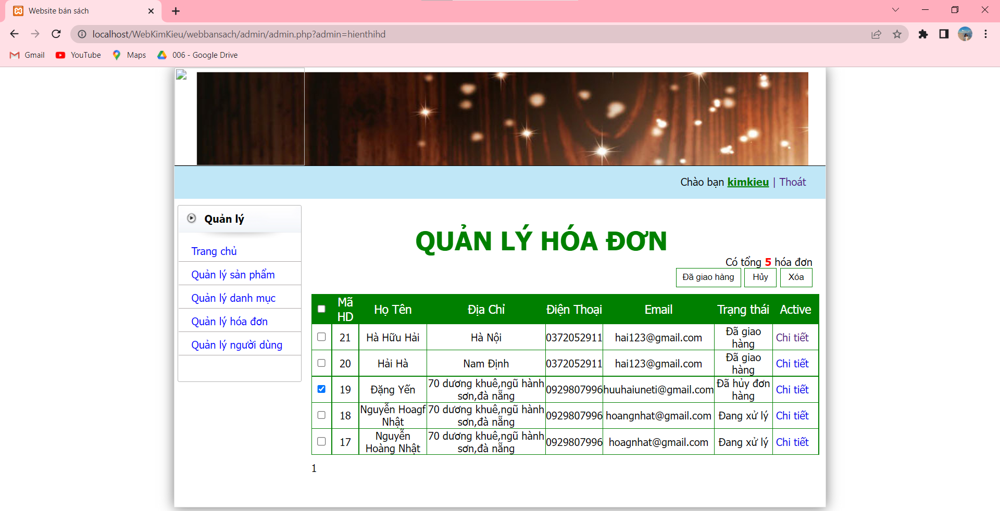 Website bán sách
localhost/WebKimKieu/webbansach/admin/admin.php?admin=hienthihd
Gmail YouTube Maps 006 - Google Drive
Chào bạn kimkieu | Thoát
Quản lý
Trang chủ
Quản lý sản phẩm
Quản lý danh mục
Quản lý hóa đơn
Quản lý người dùng
QUẢN LÝ HÓA ĐƠN
Có tổng 5 hóa đơn
Đã giao hàng Hủy Xóa
Mã HD Họ Tên Địa Chỉ Điện Thoại Email Trạng thái Active
21 Hà Hữu Hải Hà Nội 0372052911 hai123@gmail.com Đã giao hàng Chi tiết
20 Hải Hà Nam Định 0372052911 hai123@gmail.com Đã giao hàng Chi tiết
19 Đặng Yến 70 dương khuê,ngũ hành sơn,đà nẵng 0929807996 huuhaiuneti@gmail.com Đã hủy đơn hàng Chi tiết
18 Nguyễn Hoagf Nhật 70 dương khuê,ngũ hành sơn,đà nẵng 0929807996 hoangnhat@gmail.com Đang xử lý Chi tiết
17 Nguyễn Hoàng Nhật 70 dương khuê,ngũ hành sơn,đà nẵng 0929807996 hoagnhat@gmail.com Đang xử lý Chi tiết
1